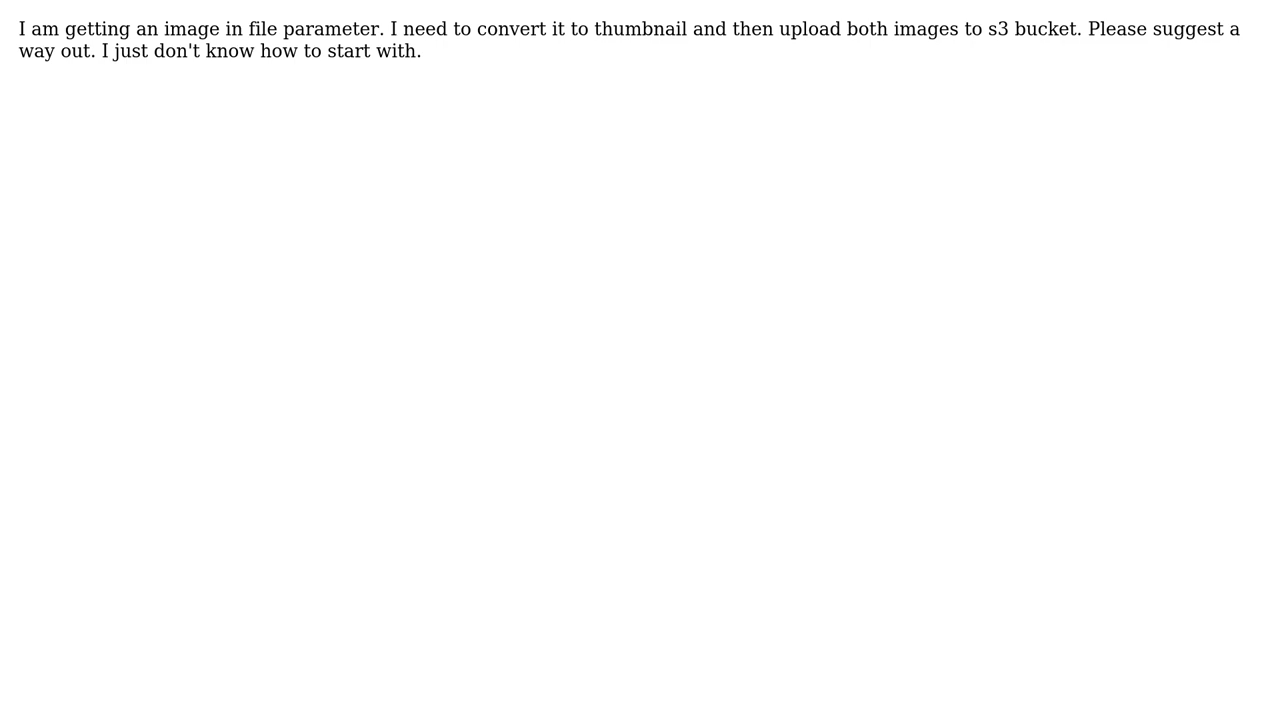 I am getting an image in file parameter. I need to convert it to thumbnail and then upload both images to s3 bucket. Please suggest a
way out. I just don't know how to start with.